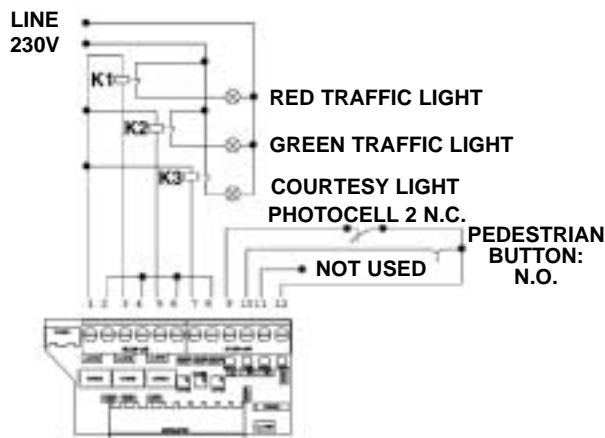 LINE
230V
K1
RED TRAFFIC LIGHT
K2
GREEN TRAFFIC LIGHT
K3
COURTESY LIGHT
PHOTOCELL 2 N.C.
PEDESTRIAN
BUTTON:
N.O.
NOT USED
1 2 3 4 5 6 7 8 9 10 11 12